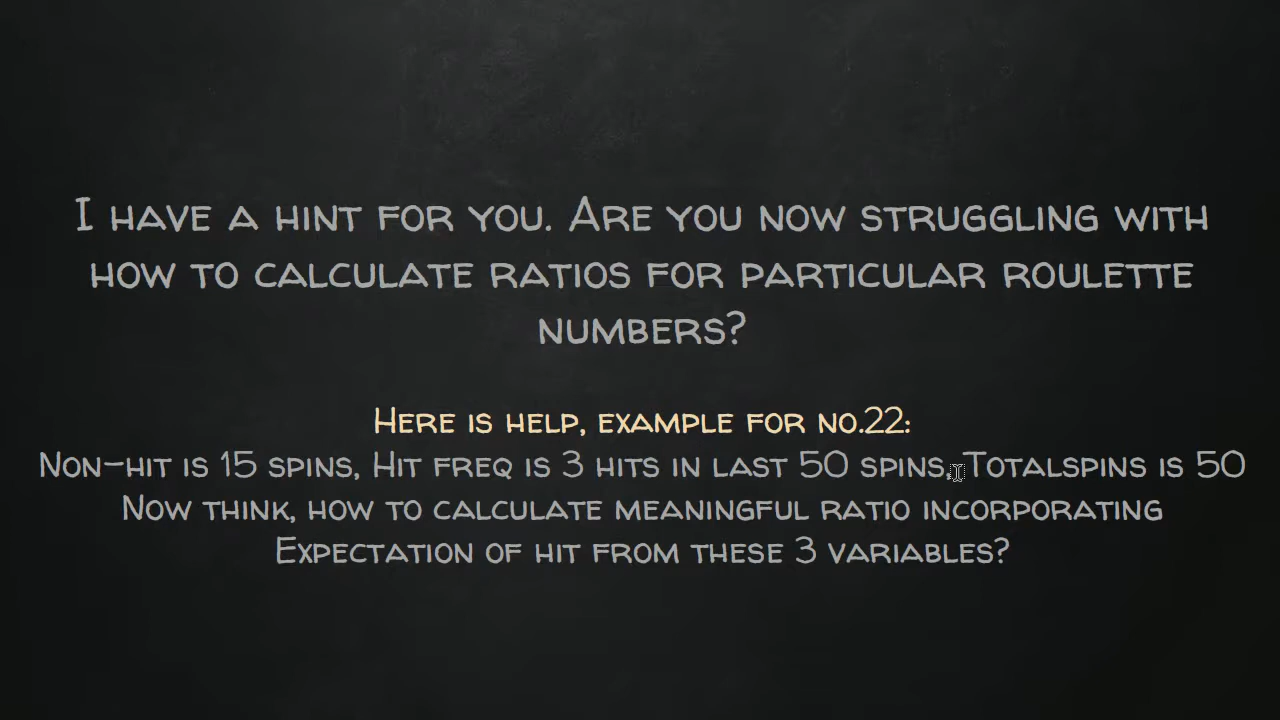 I have a hint for you. Are you now struggling with
how to calculate ratios for particular roulette
numbers?
Here is help, example for no.22:
Non-hit is 15 spins, Hit freq is 3 hits in last 50 spins, Totalspins is 50
Now think, how to calculate meaningful ratio incorporating
Expectation of hit from these 3 variables?